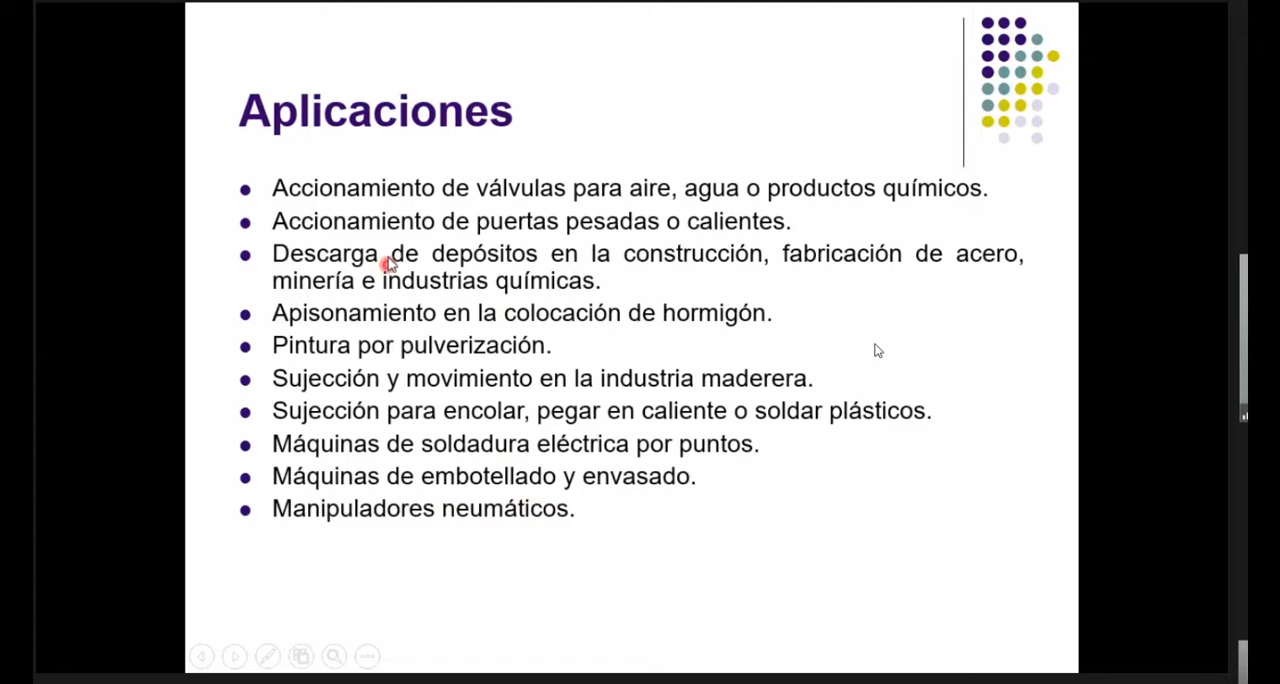 Aplicaciones
Accionamiento de válvulas para aire, agua o productos químicos.
Accionamiento de puertas pesadas o calientes.
Descarga de depósitos en la construcción, fabricación de acero,
minería e industrias químicas.
Apisonamiento en la colocación de hormigón.
Pintura por pulverización.
Sujección y movimiento en la industria maderera.
Sujección para encolar, pegar en caliente o soldar plásticos.
Máquinas de soldadura eléctrica por puntos.
Máquinas de embotellado y envasado.
Manipuladores neumáticos.